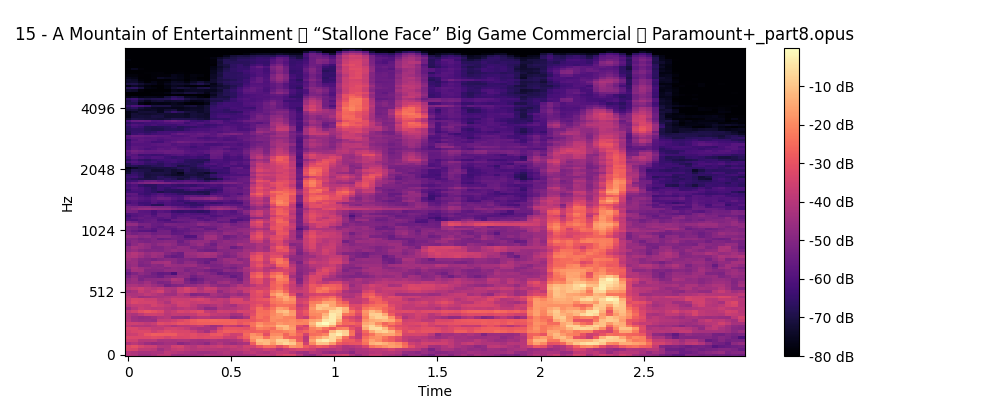 15 - A Mountain of Entertainment ▯ “Stallone Face” Big Game Commercial ▯ Paramount+_part8.opus
4096
2048
1024
512
0
Hz
0
0.5
1
1.5
2
2.5
Time
-10 dB
-20 dB
-30 dB
-40 dB
-50 dB
-60 dB
-70 dB
-80 dB